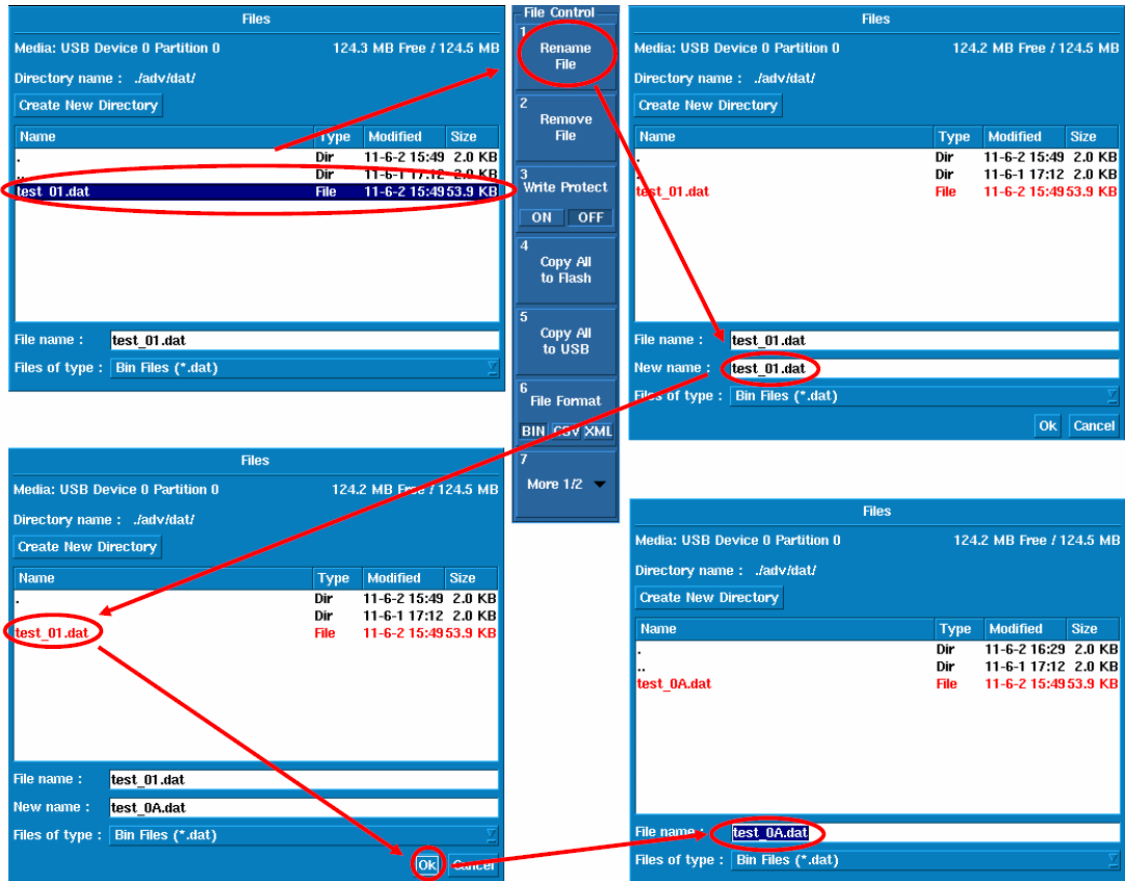 Files
Media: USB Device 0 Partition 0 124.3 MB Free / 124.5 MB
Directory name : ./adv/dat/
Create New Directory
Name Type Modified Size
. Dir 11-6-2 15:49 2.0 KB
.. Dir 11-6-1 17:12 2.0 KB
test_01.dat File 11-6-2 15:49 53.9 KB
File name : test_01.dat
Files of type : Bin Files (*.dat)
File Control
1
Rename
File
2
Remove
File
3
Write Protect
ON OFF
4
Copy All
to Flash
5
Copy All
to USB
6
File Format
BIN CSV XML
7
More 1/2
Files
Media: USB Device 0 Partition 0 124.2 MB Free / 124.5 MB
Directory name : ./adv/dat/
Create New Directory
Name Type Modified Size
. Dir 11-6-2 15:49 2.0 KB
. Dir 11-6-1 17:12 2.0 KB
test_01.dat File 11-6-2 15:49 53.9 KB
File name : test_01.dat
New name : test_01.dat
Files of type : Bin Files (*.dat)
Ok Cancel
Files
Media: USB Device 0 Partition 0 124.2 MB Free / 124.5 MB
Directory name : ./adv/dat/
Create New Directory
Name Type Modified Size
. Dir 11-6-2 15:49 2.0 KB
Dir 11-6-1 17:12 2.0 KB
test_01.dat File 11-6-2 15:49 53.9 KB
File name : test_01.dat
New name : test_0A.dat
Files of type : Bin Files (*.dat)
Ok Cancel
Files
Media: USB Device 0 Partition 0 124.2 MB Free / 124.5 MB
Directory name : ./adv/dat/
Create New Directory
Name Type Modified Size
. Dir 11-6-2 16:29 2.0 KB
.. Dir 11-6-1 17:12 2.0 KB
test_0A.dat File 11-6-2 15:49 53.9 KB
File name : test_0A.dat
Files of type : Bin Files (*.dat)